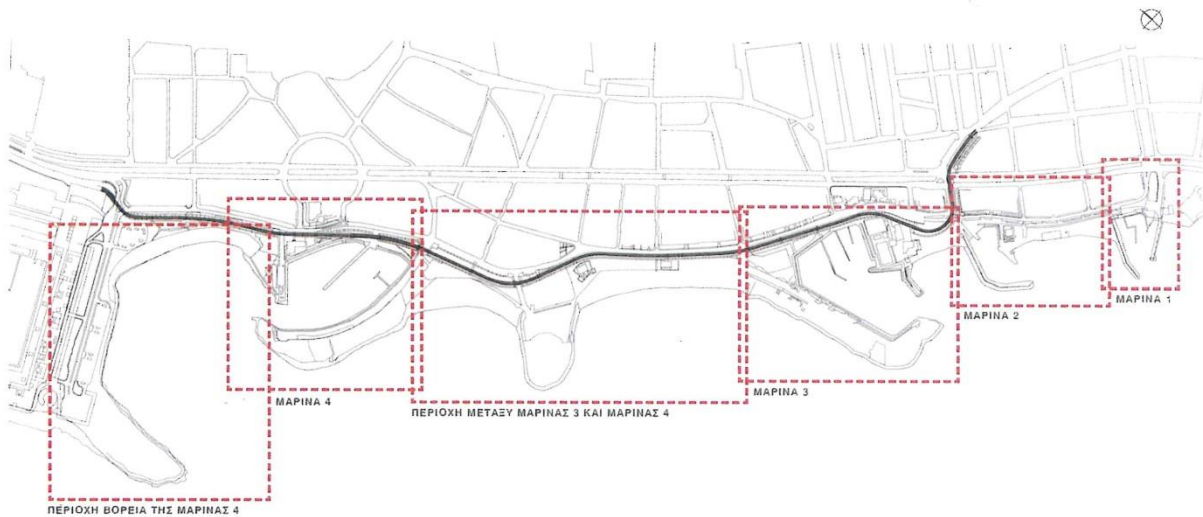 ΜΑΡΙΝΑ 1
ΜΑΡΙΝΑ 2
ΜΑΡΙΝΑ 3
ΜΑΡΙΝΑ 4
ΠΕΡΙΟΧΗ ΜΕΤΑΞΥ ΜΑΡΙΝΑΣ 3 ΚΑΙ ΜΑΡΙΝΑΣ 4
ΠΕΡΙΟΧΗ ΒΟΡΕΙΑ ΤΗΣ ΜΑΡΙΝΑΣ 4